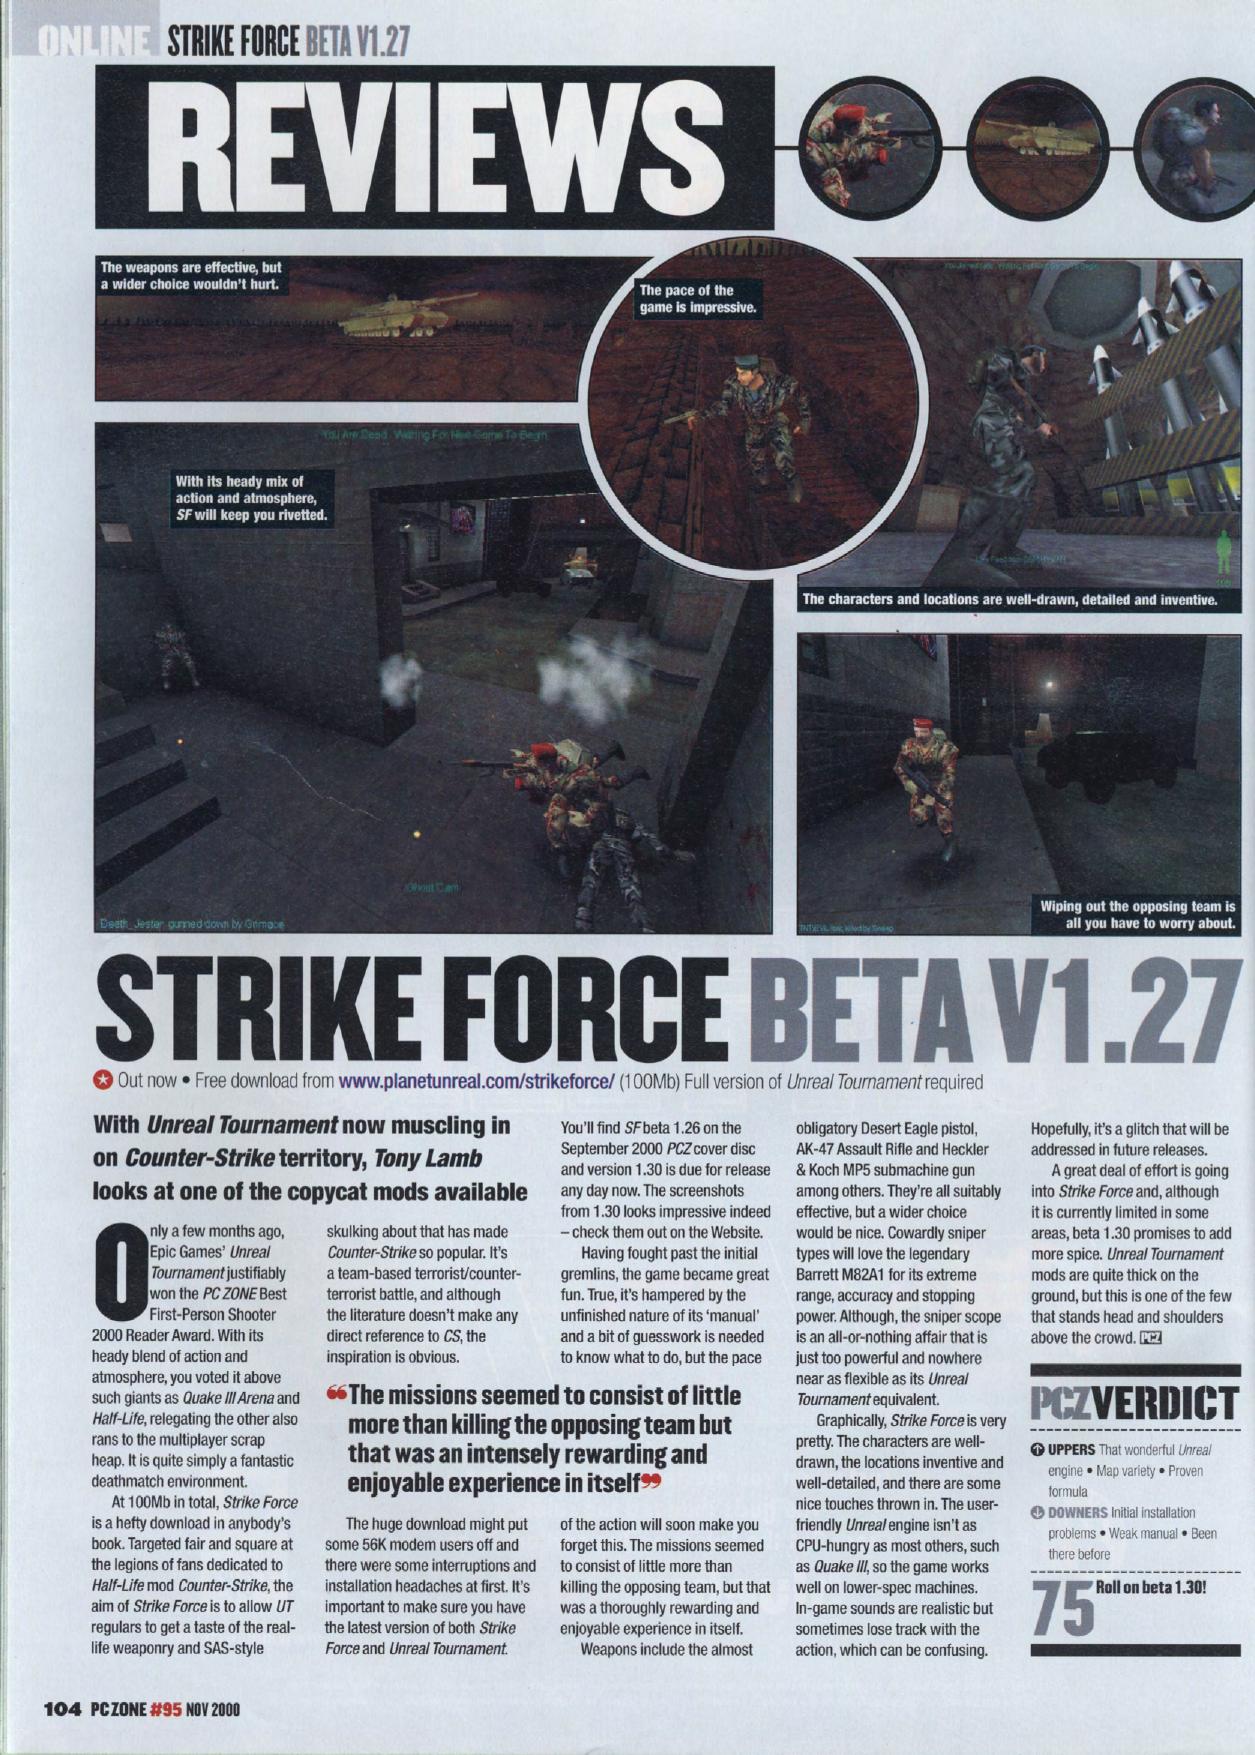 ONLINE STRIKE FORCE BETA V1.27
REVIEWS
The weapons are effective, but
a wider choice wouldn't hurt.
The pace of the
game is impressive.
You Are Dead. Waiting For New Game To Begin
With its heady mix of
action and atmosphere,
SF will keep you rivetted.
The characters and locations are well-drawn, detailed and inventive.
Ghost Cam
Death_Jester gunned down by Grimace
Wiping out the opposing team is
all you have to worry about.
STRIKE FORCE BETA V1.27
Out now • Free download from www.planetunreal.com/strikeforce/ (100Mb) Full version of Unreal Tournament required
With Unreal Tournament now muscling in
on Counter-Strike territory, Tony Lamb
looks at one of the copycat mods available
Only a few months ago,
Epic Games' Unreal
Tournament justifiably
won the PC ZONE Best
First-Person Shooter
2000 Reader Award. With its
heady blend of action and
atmosphere, you voted it above
such giants as Quake III Arena and
Half-Life, relegating the other also
rans to the multiplayer scrap
heap. It is quite simply a fantastic
deathmatch environment.
At 100Mb in total, Strike Force
is a hefty download in anybody's
book. Targeted fair and square at
the legions of fans dedicated to
Half-Life mod Counter-Strike, the
aim of Strike Force is to allow UT
regulars to get a taste of the real-
life weaponry and SAS-style
skulking about that has made
Counter-Strike so popular. It's
a team-based terrorist/counter-
terrorist battle, and although
the literature doesn't make any
direct reference to CS, the
inspiration is obvious.
“The missions seemed to consist of little
more than killing the opposing team but
that was an intensely rewarding and
enjoyable experience in itself”
The huge download might put
some 56K modem users off and
there were some interruptions and
installation headaches at first. It's
important to make sure you have
the latest version of both Strike
Force and Unreal Tournament.
You'll find SF beta 1.26 on the
September 2000 PCZ cover disc
and version 1.30 is due for release
any day now. The screenshots
from 1.30 looks impressive indeed
– check them out on the Website.
Having fought past the initial
gremlins, the game became great
fun. True, it's hampered by the
unfinished nature of its 'manual'
and a bit of guesswork is needed
to know what to do, but the pace
of the action will soon make you
forget this. The missions seemed
to consist of little more than
killing the opposing team, but that
was a thoroughly rewarding and
enjoyable experience in itself.
Weapons include the almost
obligatory Desert Eagle pistol,
AK-47 Assault Rifle and Heckler
& Koch MP5 submachine gun
among others. They're all suitably
effective, but a wider choice
would be nice. Cowardly sniper
types will love the legendary
Barrett M82A1 for its extreme
range, accuracy and stopping
power. Although, the sniper scope
is an all-or-nothing affair that is
just too powerful and nowhere
near as flexible as its Unreal
Tournament equivalent.
Graphically, Strike Force is very
pretty. The characters are well-
drawn, the locations inventive and
well-detailed, and there are some
nice touches thrown in. The user-
friendly Unreal engine isn't as
CPU-hungry as most others, such
as Quake III, so the game works
well on lower-spec machines.
In-game sounds are realistic but
sometimes lose track with the
action, which can be confusing.
Hopefully, it's a glitch that will be
addressed in future releases.
A great deal of effort is going
into Strike Force and, although
it is currently limited in some
areas, beta 1.30 promises to add
more spice. Unreal Tournament
mods are quite thick on the
ground, but this is one of the few
that stands head and shoulders
above the crowd. PCZ
PCZVERDICT
UPPERS That wonderful Unreal
engine • Map variety • Proven
formula
DOWNERS Initial installation
problems • Weak manual • Been
there before
75 Roll on beta 1.30!
104 PC ZONE #95 NOV 2000